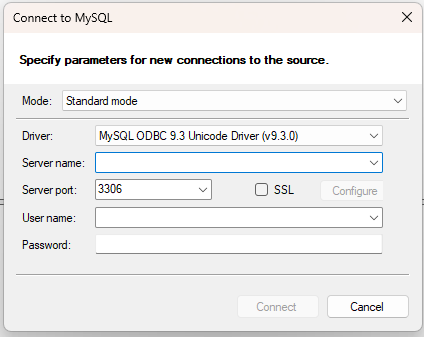 Connect to MySQL
Specify parameters for new connections to the source.
Mode: Standard mode
Driver: MySQL ODBC 9.3 Unicode Driver (v9.3.0)
Server name:
Server port: 3306 SSL Configure
User name:
Password:
Connect Cancel